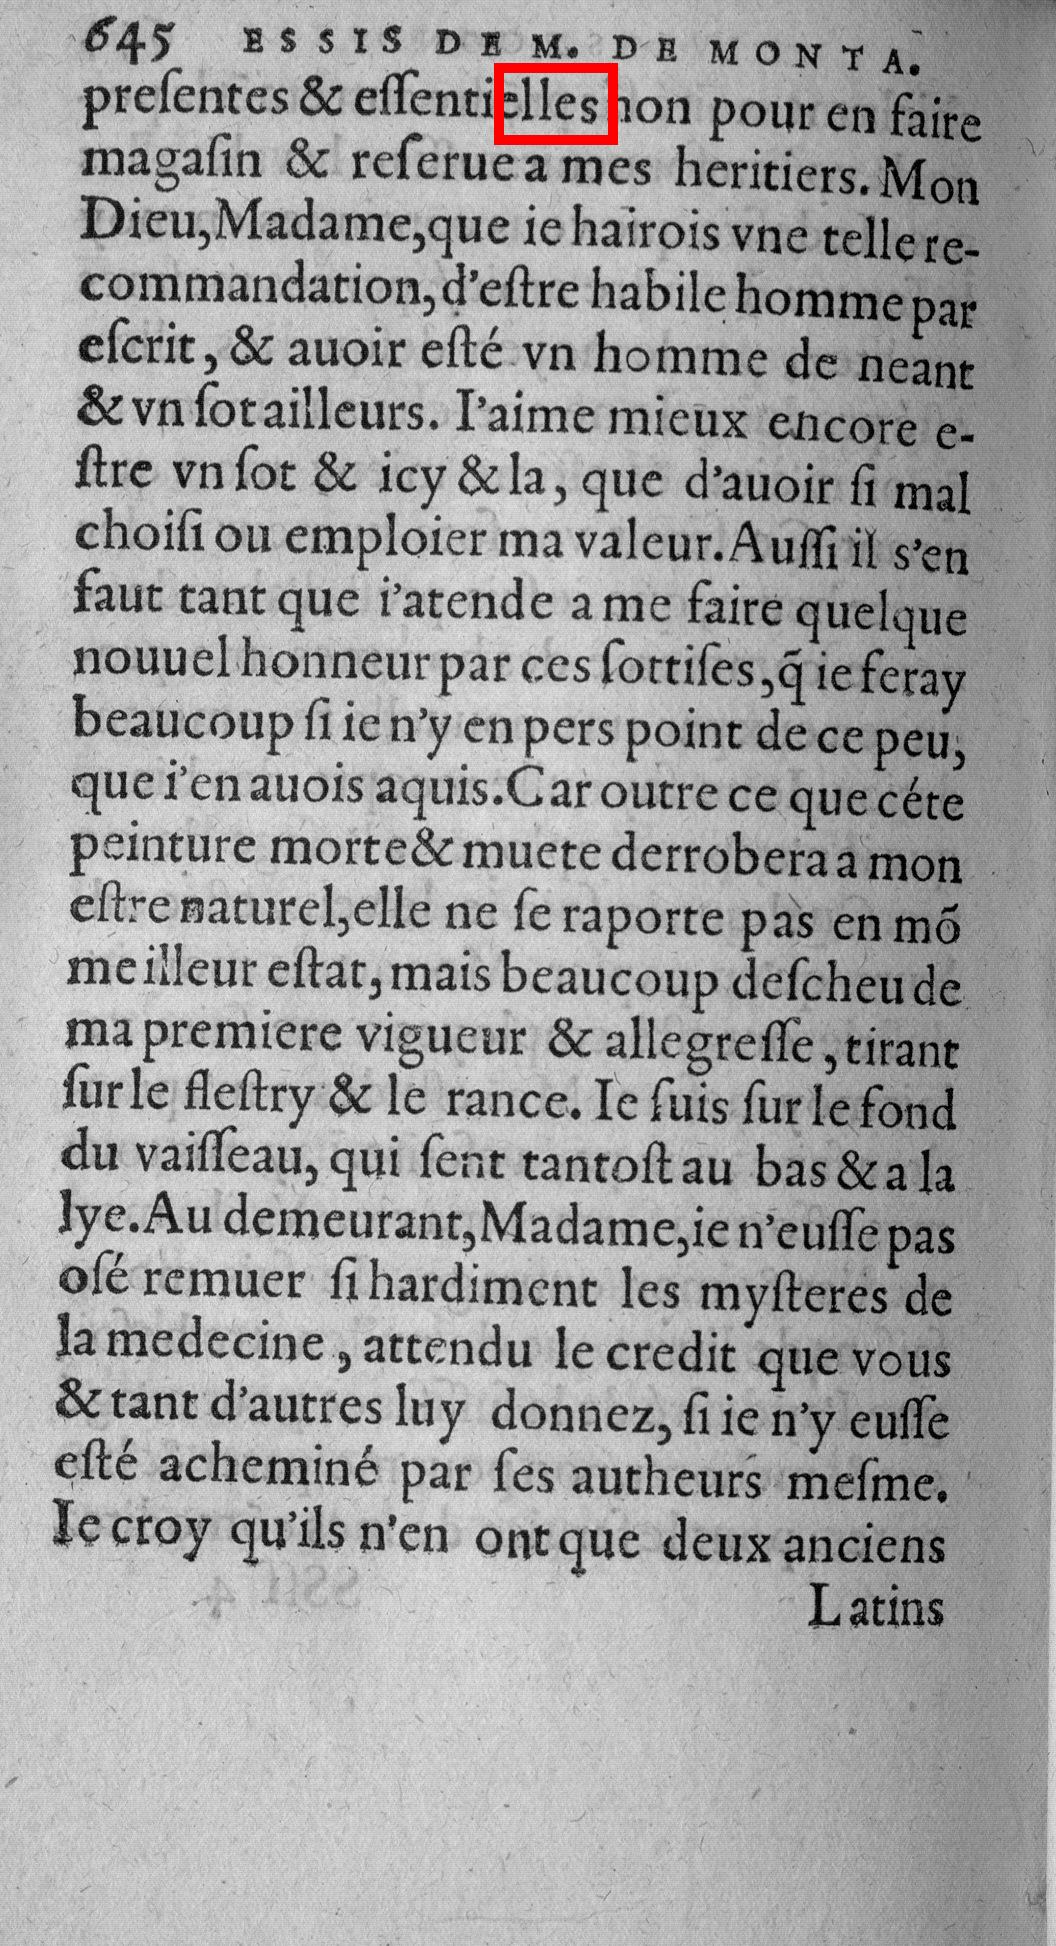 645 ESSIS DE M. DE MONTA.
preſentes & eſſentielles non pour en faire
magaſin & reſerue a mes heritiers. Mon
Dieu, Madame, que ie hairois vne telle re-
commandation, d'eſtre habile homme par
eſcrit, & auoir eſté vn homme de neant
& vn ſot ailleurs. I'aime mieux encore e-
ſtre vn ſot & icy & la, que d'auoir ſi mal
choiſi ou emploier ma valeur. Auſſi il s'en
faut tant que i'atende a me faire quelque
nouuel honneur par ces ſottiſes, q̃ ie feray
beaucoup ſi ie n'y en pers point de ce peu,
que i'en auois aquis. Car outre ce que céte
peinture morte & muete derrobera a mon
eſtre naturel, elle ne ſe raporte pas en mõ
meilleur eſtat, mais beaucoup deſcheu de
ma premiere vigueur & allegreſſe, tirant
ſur le fleſtry & le rance. Ie ſuis ſur le fond
du vaiſſeau, qui ſent tantoſt au bas & a la
lye. Au demeurant, Madame, ie n'euſſe pas
oſé remuer ſi hardiment les myſteres de
la medecine, attendu le credit que vous
& tant d'autres luy donnez, ſi ie n'y euſſe
eſté acheminé par ſes autheurs meſme.
Ie croy qu'ils n'en ont que deux anciens
Latins